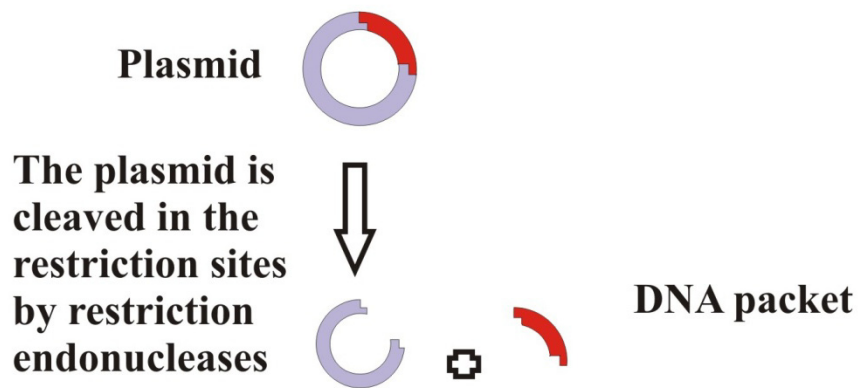 Plasmid
The plasmid is
cleaved in the
restriction sites
by restriction
endonucleases
DNA packet